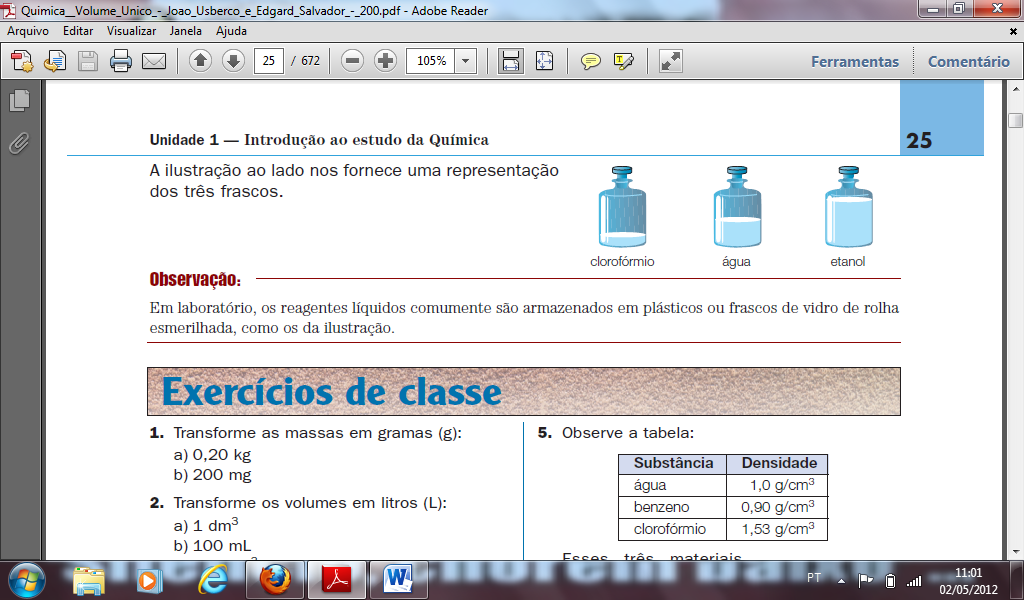 Quimica__Volume_Unico_-_Joao_Usberco_e_Edgard_Salvador_-_200.pdf - Adobe Reader
Arquivo Editar Visualizar Janela Ajuda
25 / 672 105% Ferramentas Comentário
Unidade 1 — Introdução ao estudo da Química 25
A ilustração ao lado nos fornece uma representação
dos três frascos.
clorofórmio água etanol
Observação:
Em laboratório, os reagentes líquidos comumente são armazenados em plásticos ou frascos de vidro de rolha
esmerilhada, como os da ilustração.
Exercícios de classe
1. Transforme as massas em gramas (g):
a) 0,20 kg
b) 200 mg
2. Transforme os volumes em litros (L):
a) 1 dm³
b) 100 mL
5. Observe a tabela:
Substância Densidade
água 1,0 g/cm³
benzeno 0,90 g/cm³
clorofórmio 1,53 g/cm³
Esses três materiais
PT 11:01
02/05/2012